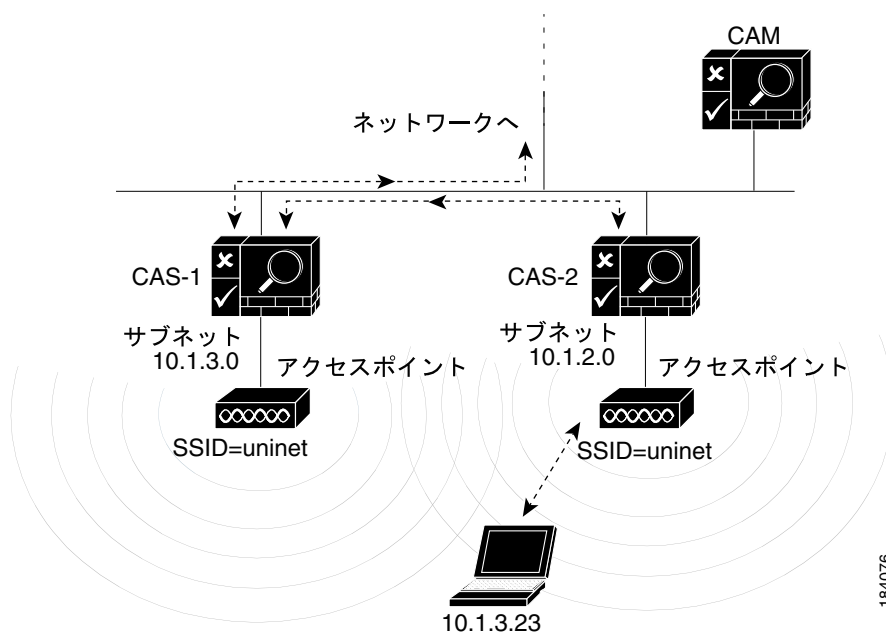 CAM
ネットワークへ
CAS-1
CAS-2
サブネット
10.1.3.0
サブネット
10.1.2.0
アクセスポイント
アクセスポイント
SSID=uninet
SSID=uninet
10.1.3.23
184076